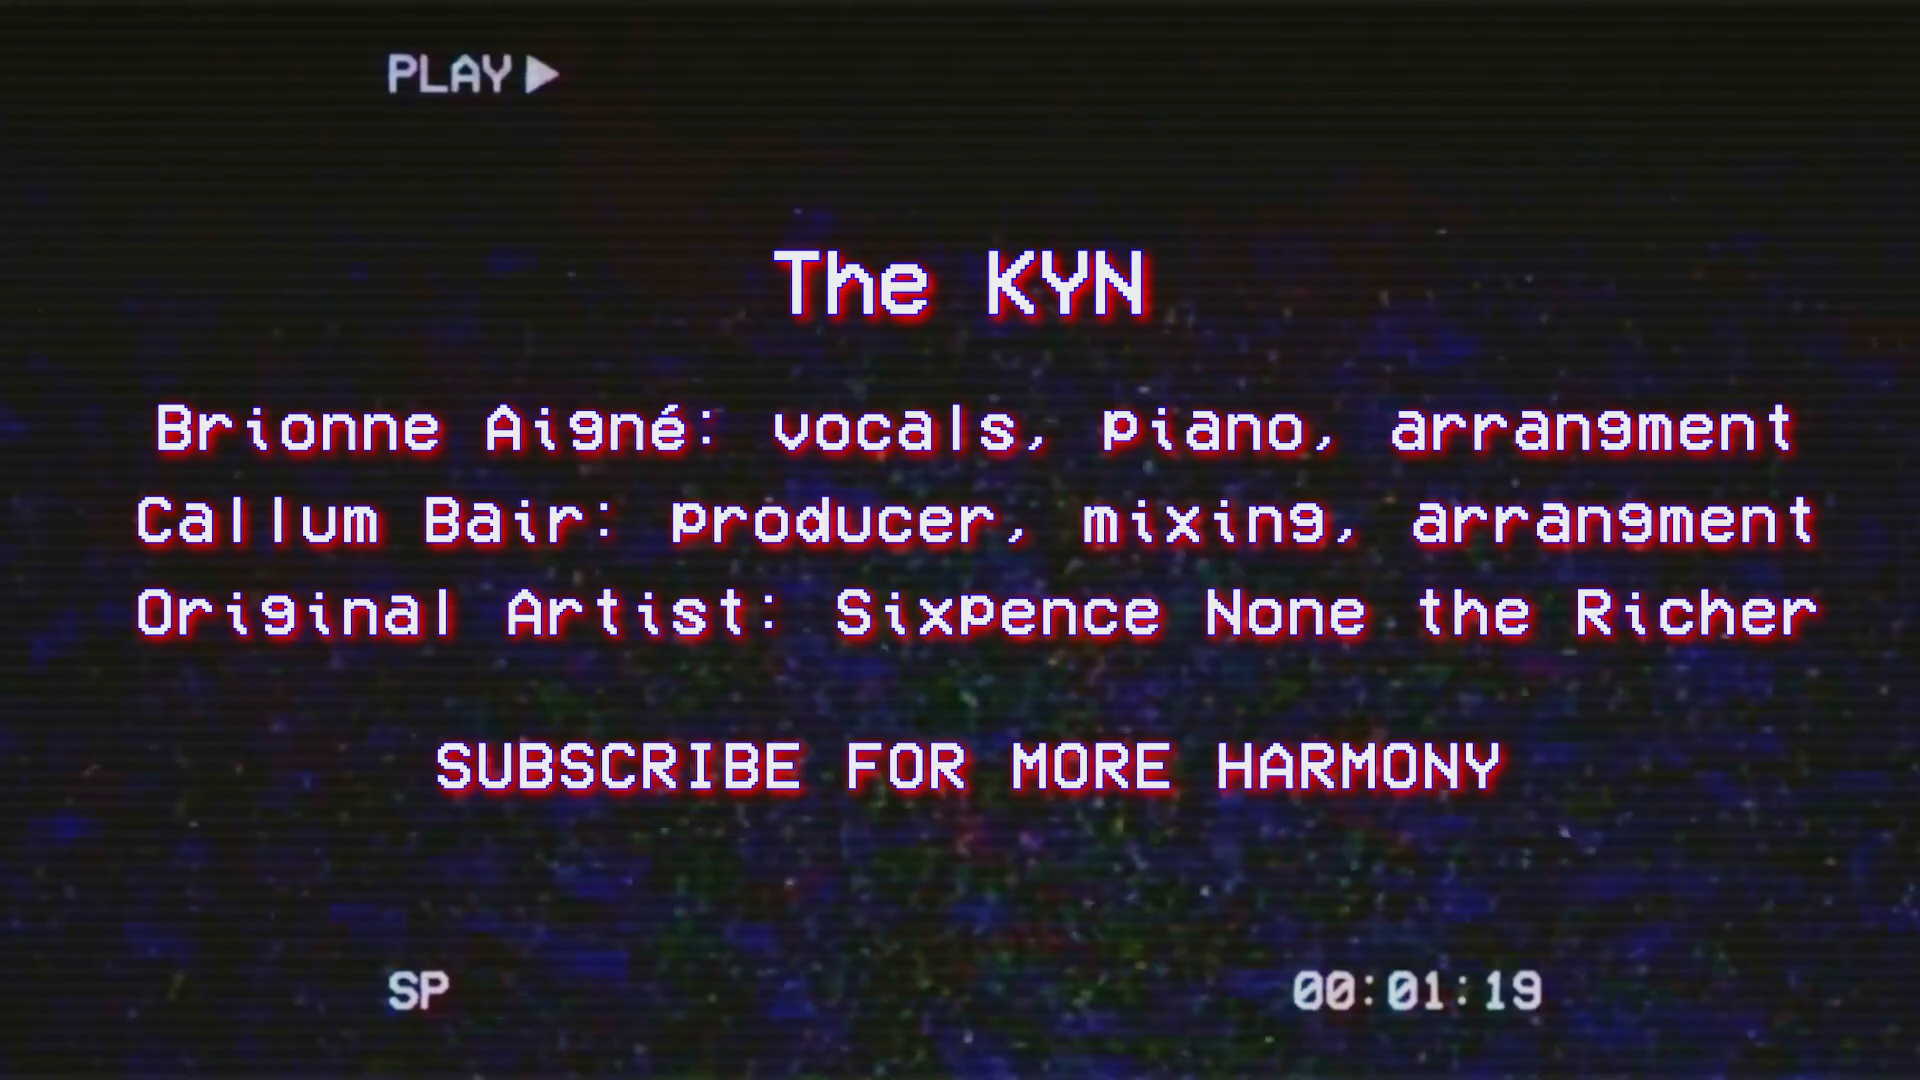 PLAY ▶
The KYN
Brionne Aigné: vocals, piano, arrangment
Callum Bair: producer, mixing, arrangment
Original Artist: Sixpence None the Richer
SUBSCRIBE FOR MORE HARMONY
SP
00:01:19